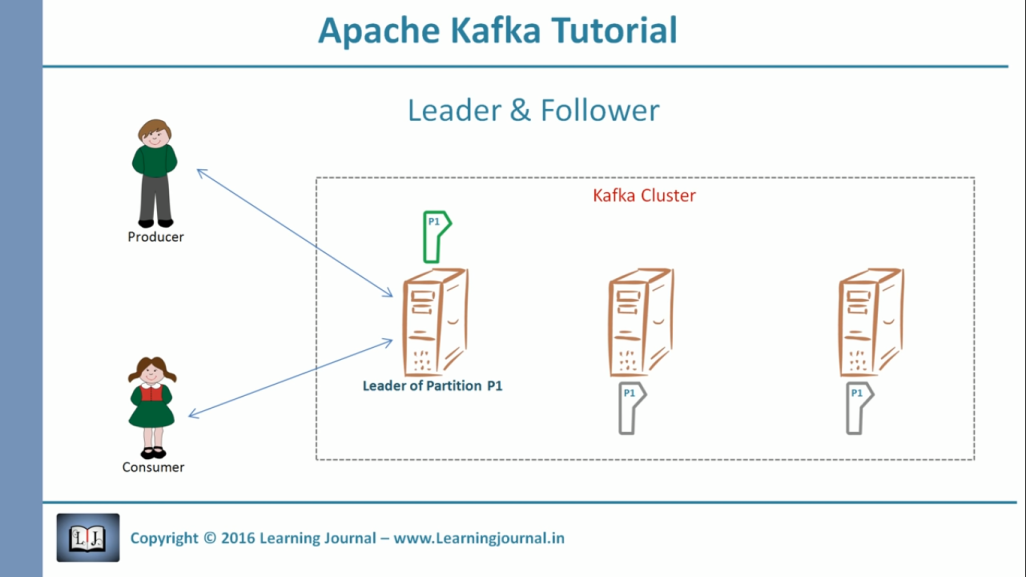 Apache Kafka Tutorial
Leader & Follower
Kafka Cluster
P1
Producer
Leader of Partition P1
P1
P1
Consumer
LJ
Copyright © 2016 Learning Journal – www.Learningjournal.in